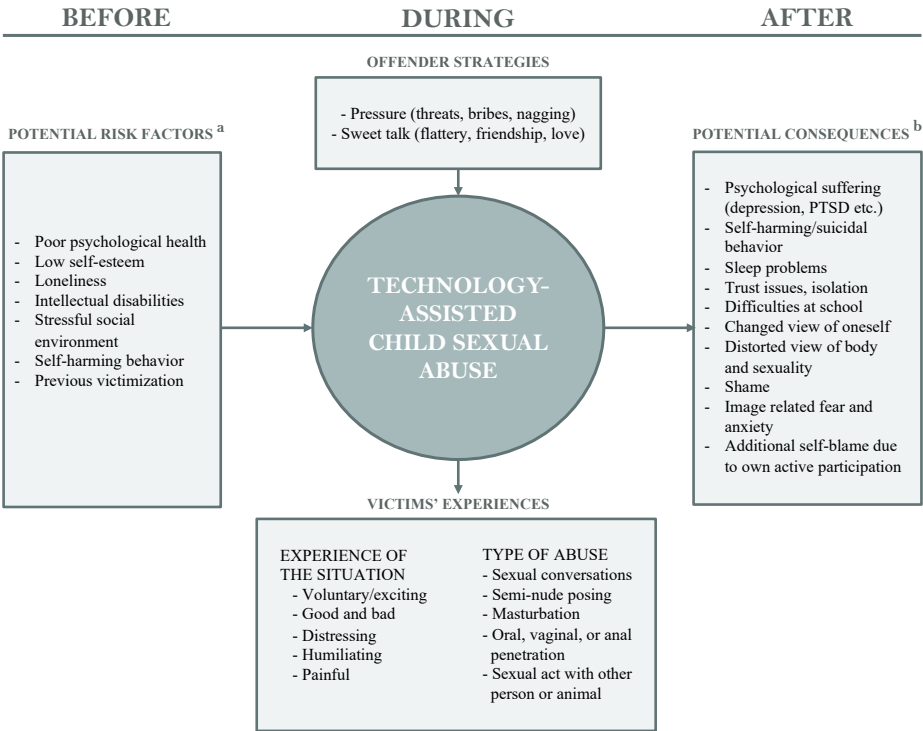 BEFORE
DURING
AFTER
OFFENDER STRATEGIES
- Pressure (threats, bribes, nagging)
- Sweet talk (flattery, friendship, love)
POTENTIAL RISK FACTORS a
- Poor psychological health
- Low self-esteem
- Loneliness
- Intellectual disabilities
- Stressful social
environment
- Self-harming behavior
- Previous victimization
TECHNOLOGY-
ASSISTED
CHILD SEXUAL
ABUSE
POTENTIAL CONSEQUENCES b
- Psychological suffering
(depression, PTSD etc.)
- Self-harming/suicidal
behavior
- Sleep problems
- Trust issues, isolation
- Difficulties at school
- Changed view of oneself
- Distorted view of body
and sexuality
- Shame
- Image related fear and
anxiety
- Additional self-blame due
to own active participation
VICTIMS' EXPERIENCES
EXPERIENCE OF
THE SITUATION
- Voluntary/exciting
- Good and bad
- Distressing
- Humiliating
- Painful
TYPE OF ABUSE
- Sexual conversations
- Semi-nude posing
- Masturbation
- Oral, vaginal, or anal
penetration
- Sexual act with other
person or animal